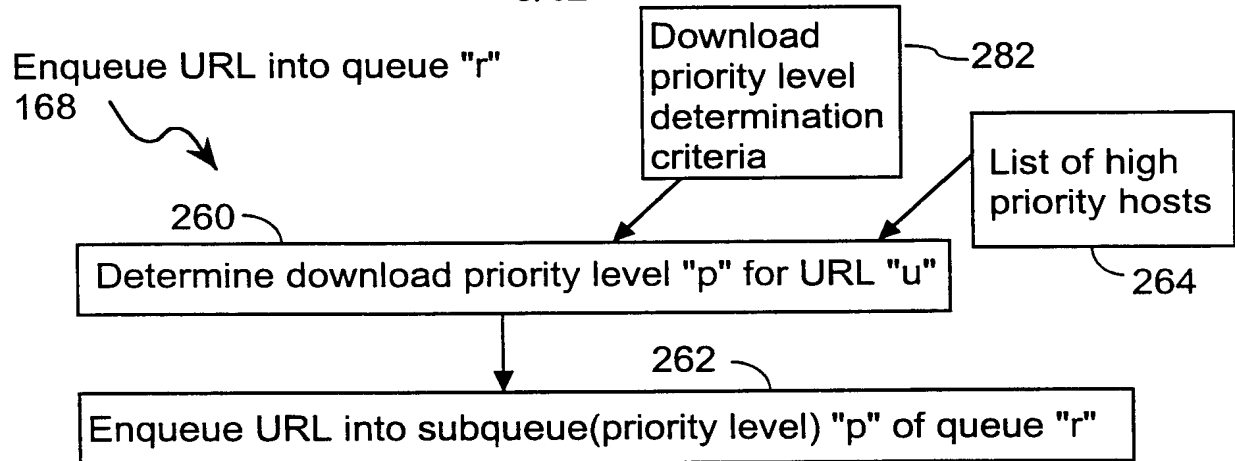 Enqueue URL into queue "r"
168
Download
priority level
determination
criteria
282
List of high
priority hosts
264
260
Determine download priority level "p" for URL "u"
262
Enqueue URL into subqueue(priority level) "p" of queue "r"